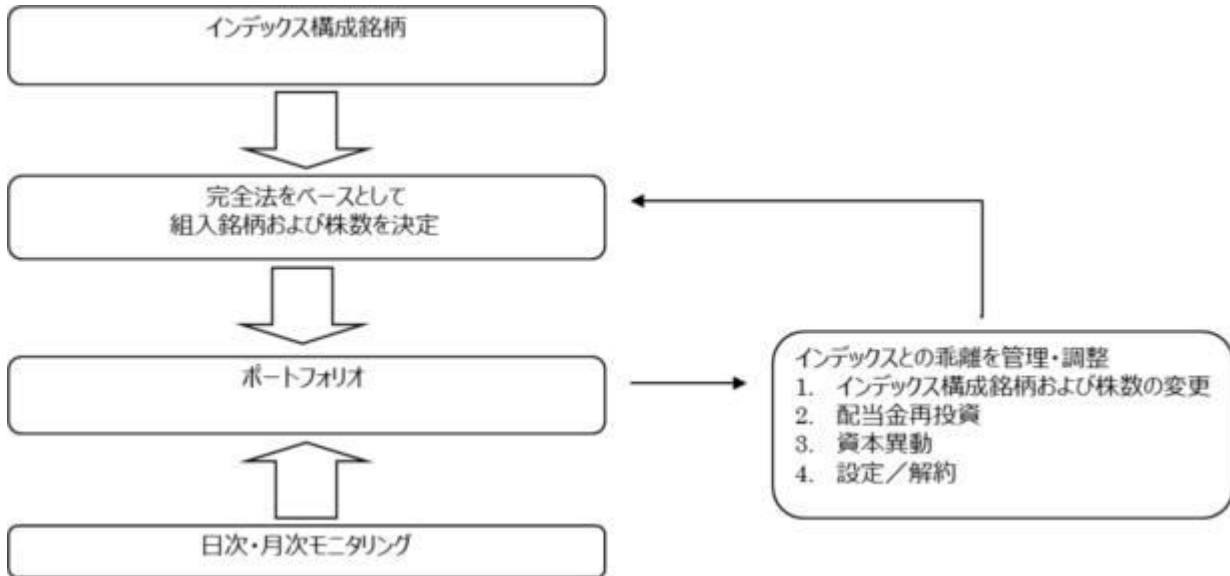 インデックス構成銘柄
完全法をベースとして
組入銘柄および株数を決定
ポートフォリオ
インデックスとの乖離を管理・調整
1. インデックス構成銘柄および株数の変更
2. 配当金再投資
3. 資本異動
4. 設定／解約
日次・月次モニタリング